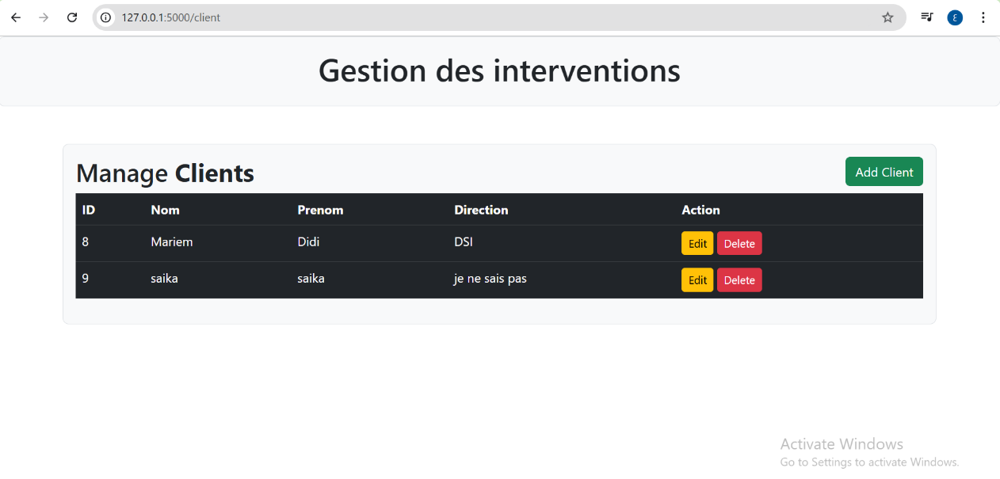 127.0.0.1:5000/client
ε
Gestion des interventions
Manage Clients
Add Client
ID Nom Prenom Direction Action
8 Mariem Didi DSI Edit Delete
9 saika saika je ne sais pas Edit Delete
Activate Windows
Go to Settings to activate Windows.